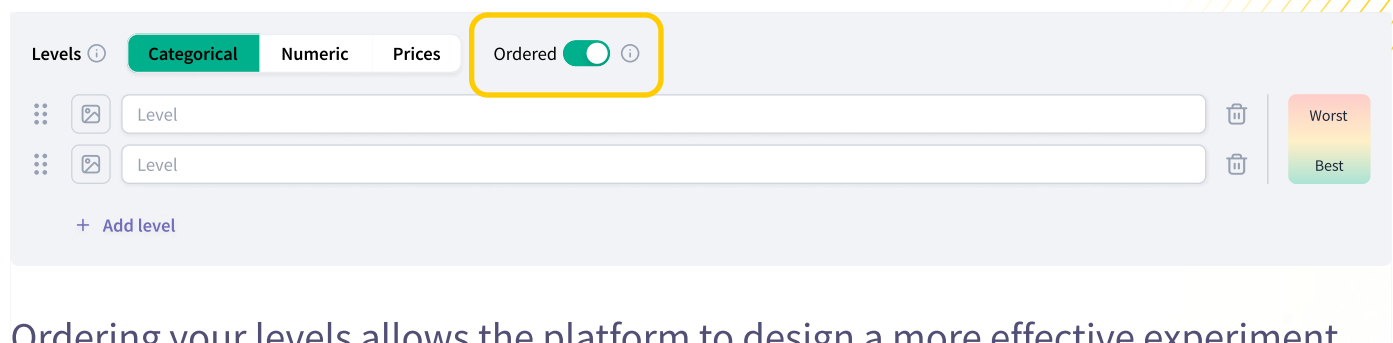 Levels Categorical Numeric Prices Ordered
Level Worst
Level Best
+ Add level
Ordering your levels allows the platform to design a more effective experiment